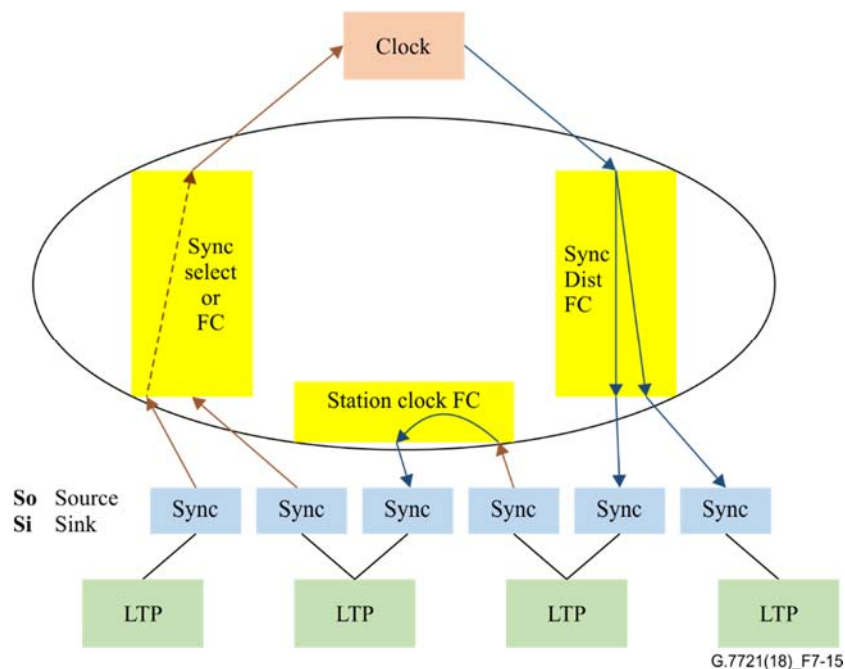 Clock
Sync
select
or
FC
Sync
Dist
FC
Station clock FC
So Source
Si Sink
Sync
Sync
Sync
Sync
Sync
Sync
LTP
LTP
LTP
LTP
G.7721(18)_F7-15